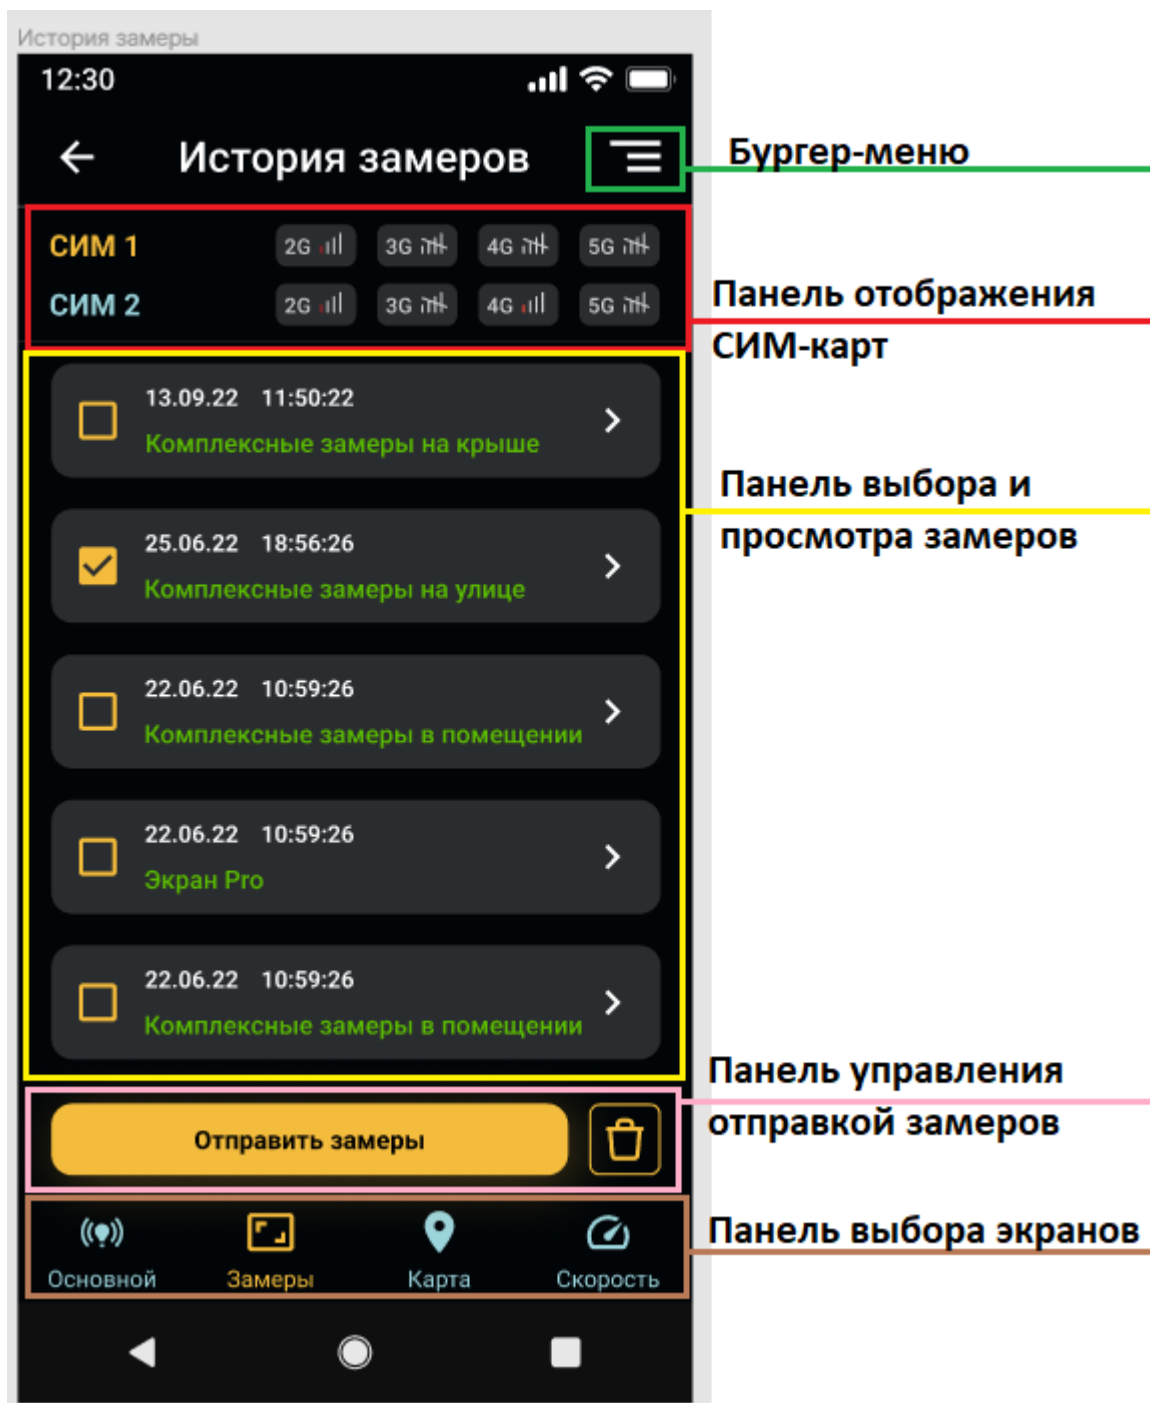 История замеры
12:30
История замеров
Бургер-меню
СИМ 1 2G 3G 4G 5G
СИМ 2 2G 3G 4G 5G
Панель отображения
СИМ-карт
13.09.22 11:50:22
Комплексные замеры на крыше
Панель выбора и
просмотра замеров
25.06.22 18:56:26
Комплексные замеры на улице
22.06.22 10:59:26
Комплексные замеры в помещении
22.06.22 10:59:26
Экран Pro
22.06.22 10:59:26
Комплексные замеры в помещении
Панель управления
отправкой замеров
Отправить замеры
Панель выбора экранов
Основной Замеры Карта Скорость